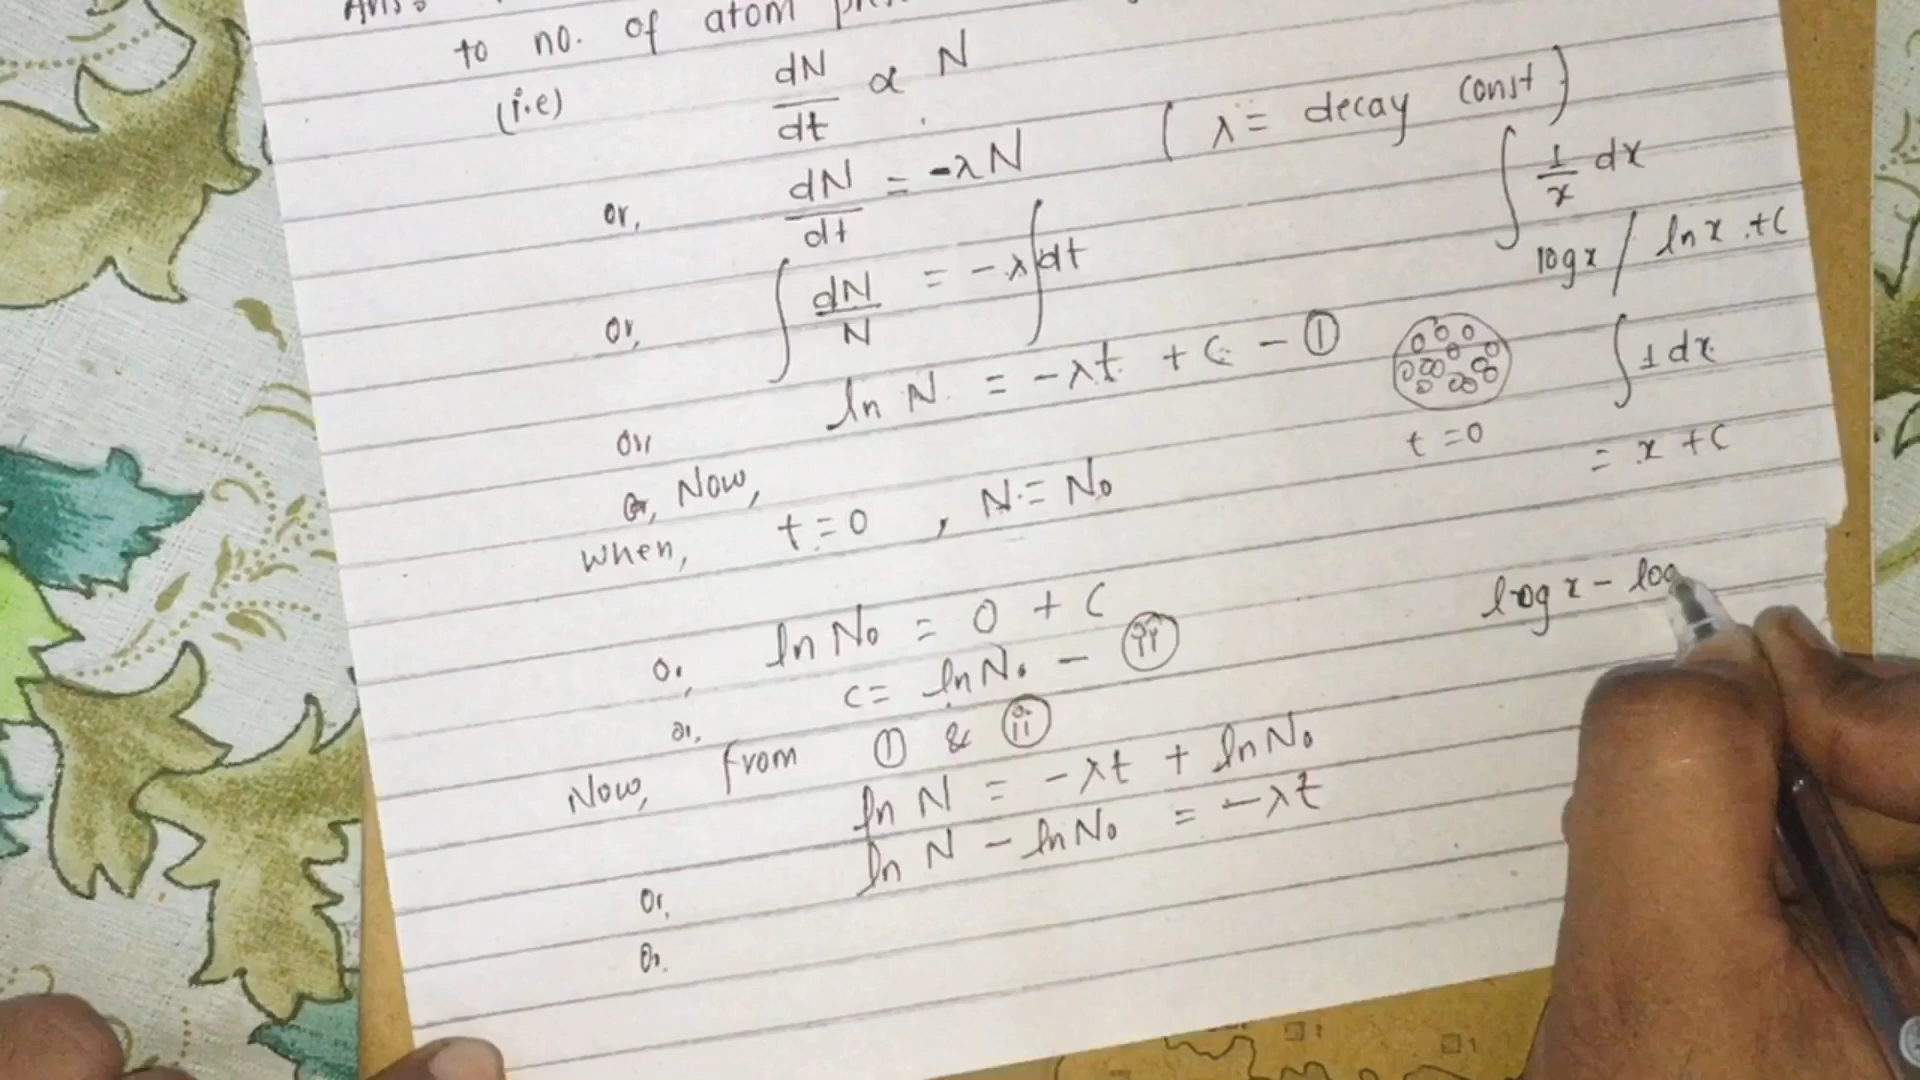 Ans:
to no. of atom
(i.e) dN/dt ∝ N
or, dN/dt = -λN ( λ = decay const )
or, ∫ dN/N = -λ∫dt
or, ln N = -λt + C - ①
Now,
when, t = 0 , N = N₀
or, ln N₀ = 0 + C
or, C = ln N₀ - ⓘⓘ
Now, from ① & ⓘⓘ
ln N = -λt + ln N₀
or, ln N - ln N₀ = -λt
or,
∫ 1/x dx
log x / ln x + C
t = 0
∫ 1 dx
= x + C
log x - log